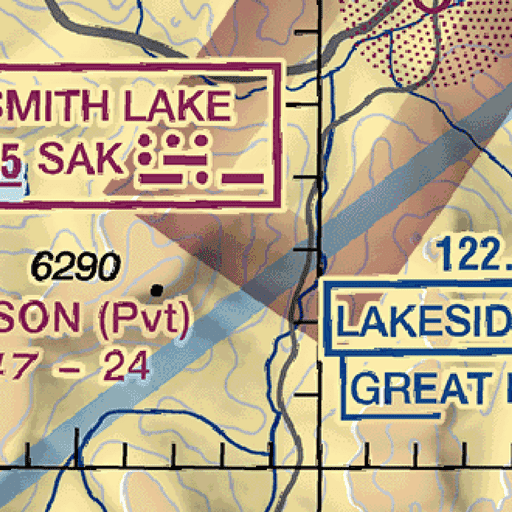 SMITH LAKE
5 SAK
6290
SON (Pvt)
47 - 24
122.
LAKESID
GREAT